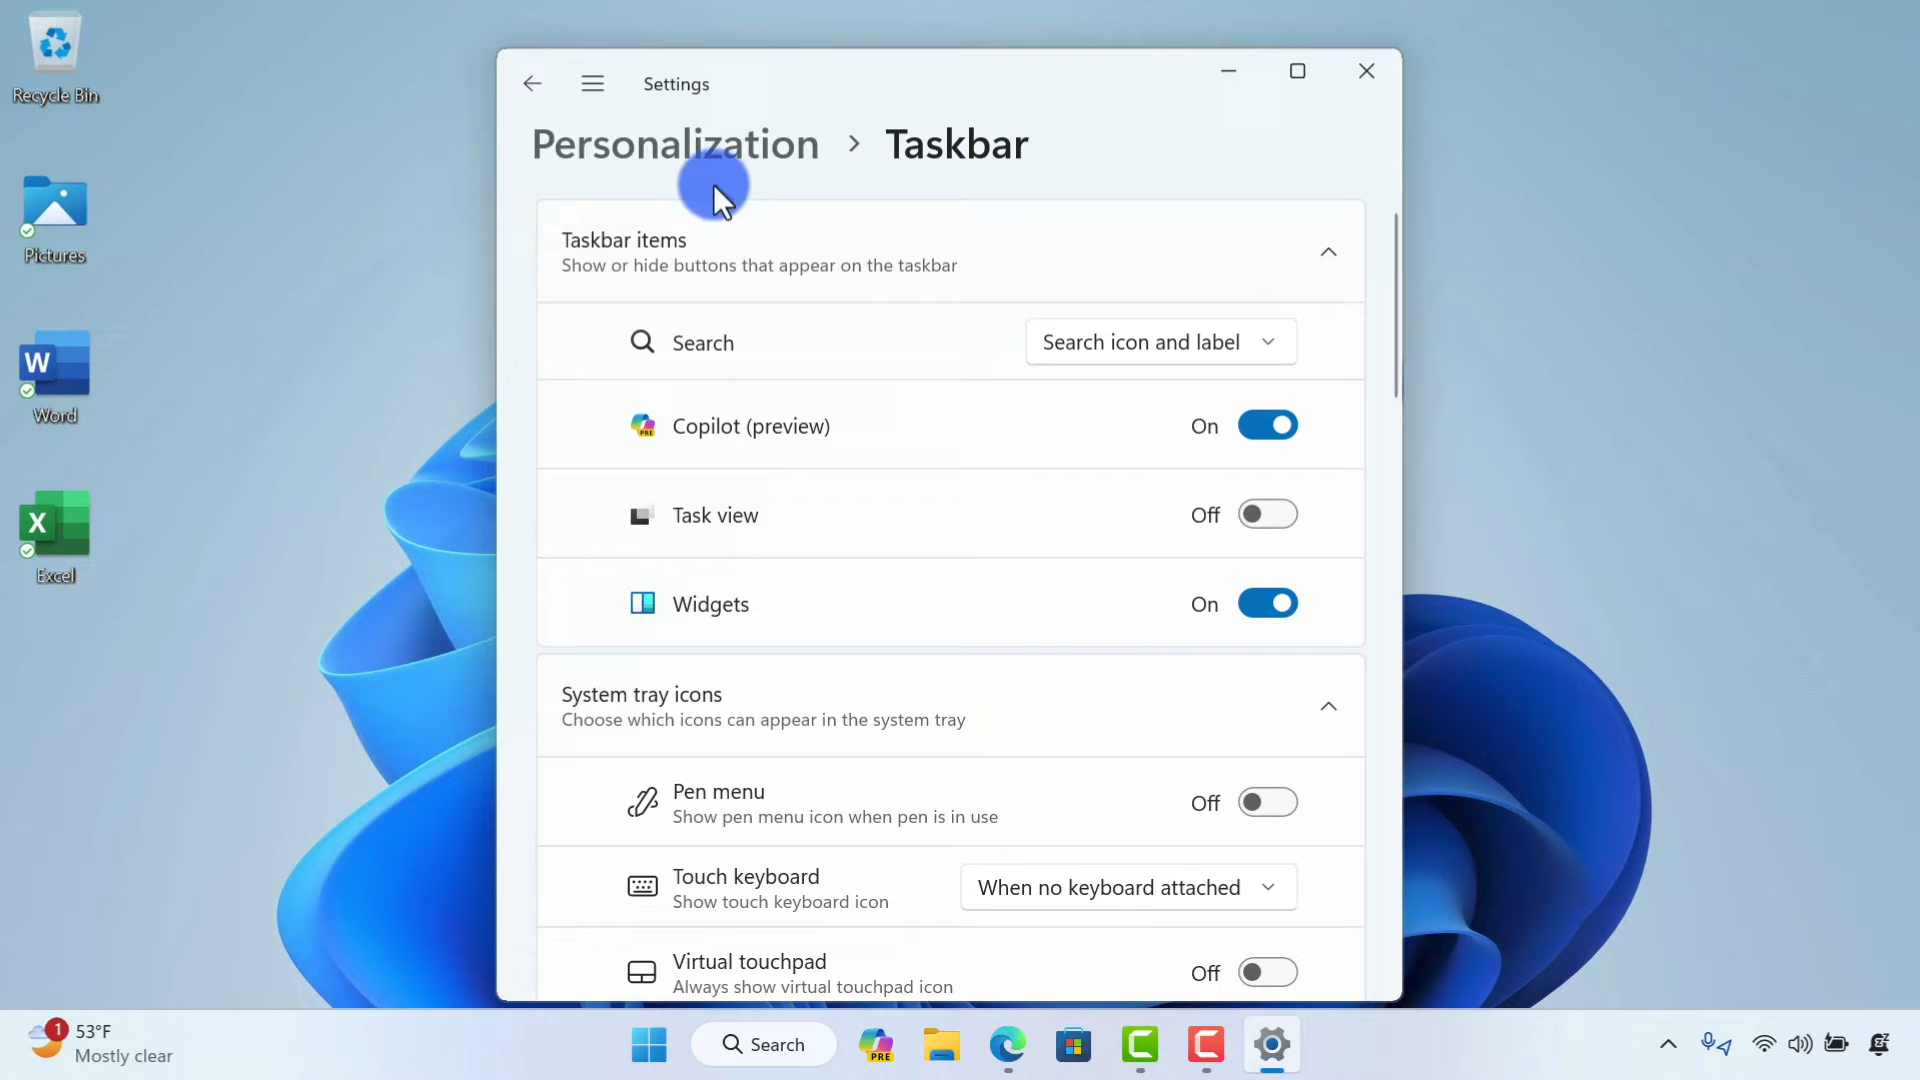 Recycle Bin
Pictures
Word
Excel
Settings
Personalization > Taskbar
Taskbar items
Show or hide buttons that appear on the taskbar
Search
Search icon and label
PRE
Copilot (preview)
On
Task view
Off
Widgets
On
System tray icons
Choose which icons can appear in the system tray
Pen menu
Show pen menu icon when pen is in use
Off
Touch keyboard
Show touch keyboard icon
When no keyboard attached
Virtual touchpad
Always show virtual touchpad icon
Off
1
53°F
Mostly clear
Search
PRE